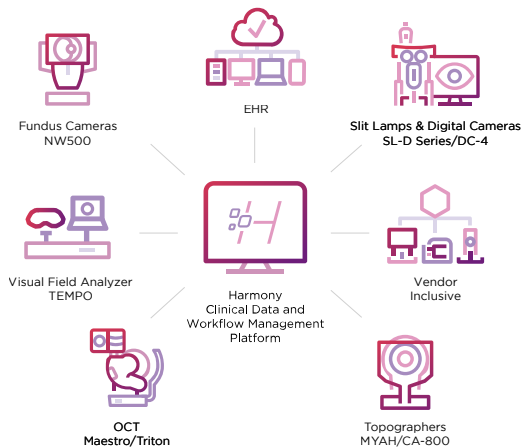 EHR
Fundus Cameras
NW500
Slit Lamps & Digital Cameras
SL-D Series/DC-4
Visual Field Analyzer
TEMPO
Harmony
Clinical Data and
Workflow Management
Platform
Vendor
Inclusive
OCT
Maestro/Triton
Topographers
MYAH/CA-800